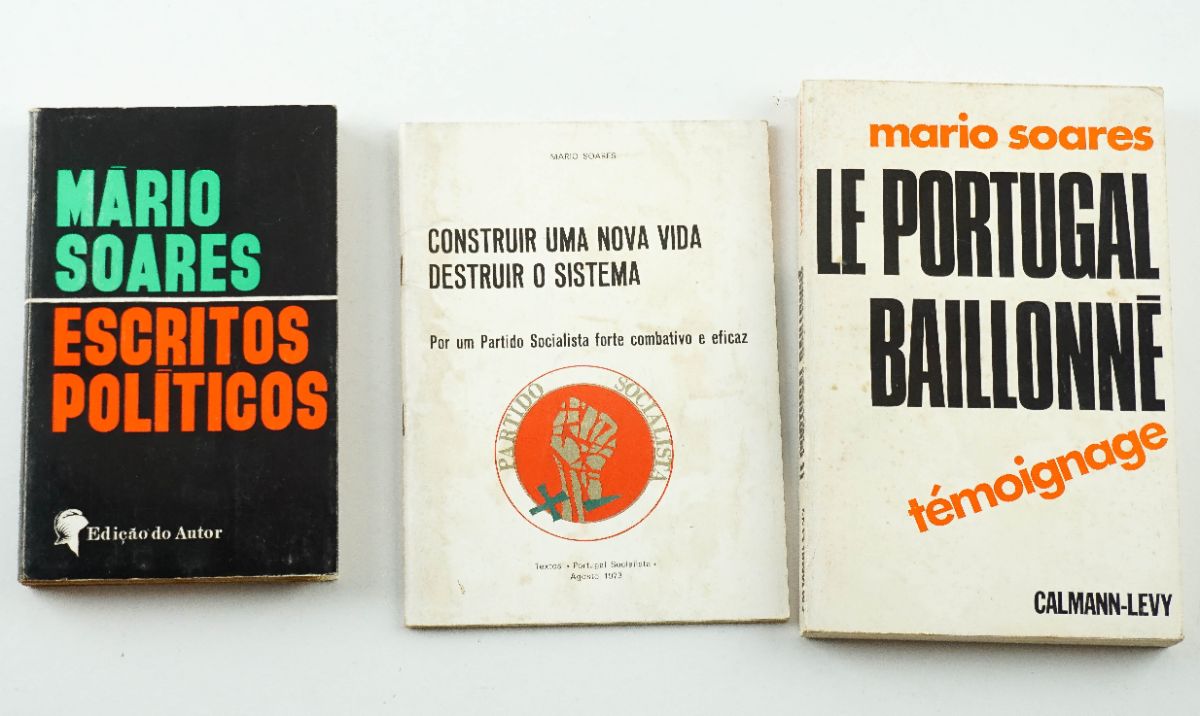 MÁRIO
SOARES
ESCRITOS
POLÍTICOS
Edição do Autor
MARIO SOARES
CONSTRUIR UMA NOVA VIDA
DESTRUIR O SISTEMA
Por um Partido Socialista forte combativo e eficaz
PARTIDO SOCIALISTA
Textos «Portugal Socialista»
Agosto 1973
mario soares
LE PORTUGAL
BAILLONNÉ
témoignage
CALMANN-LEVY